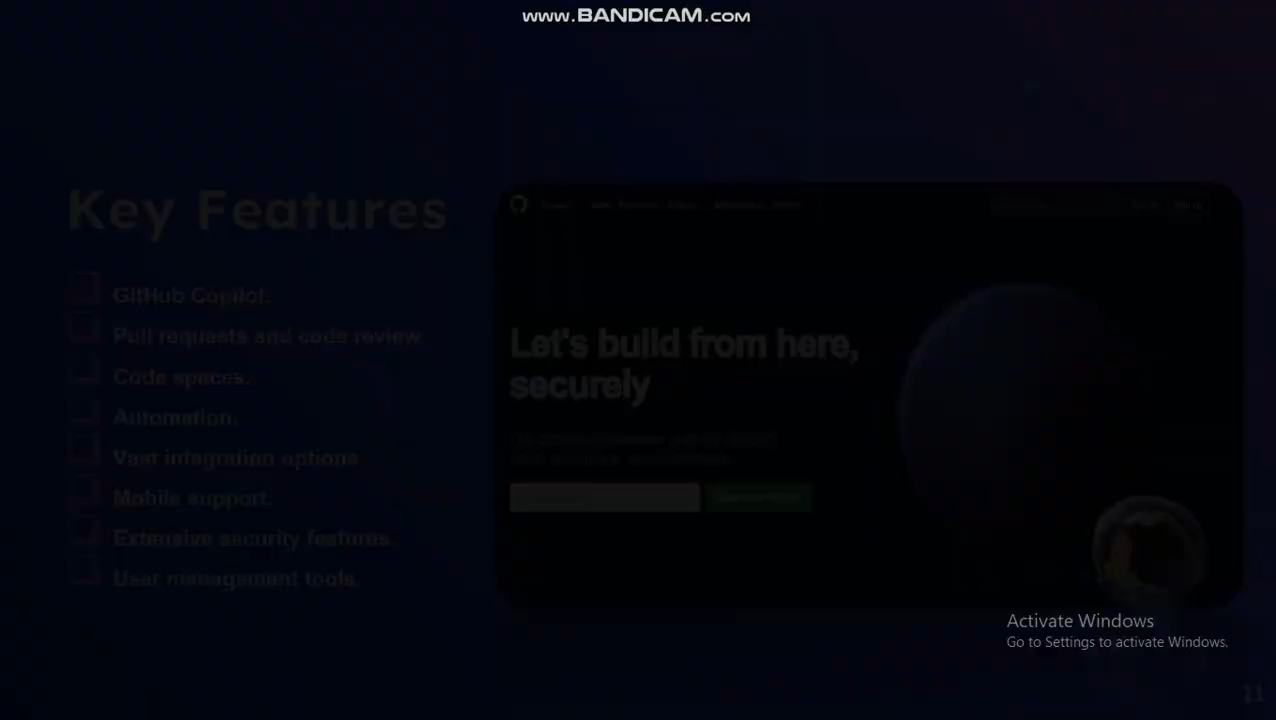 www.BANDICAM.com
Key Features
GitHub Copilot.
Pull requests and code review
Code spaces.
Automation.
Vast integration options
Mobile support.
Extensive security features.
User management tools.
Let's build from here,
securely
Activate Windows
Go to Settings to activate Windows.
11